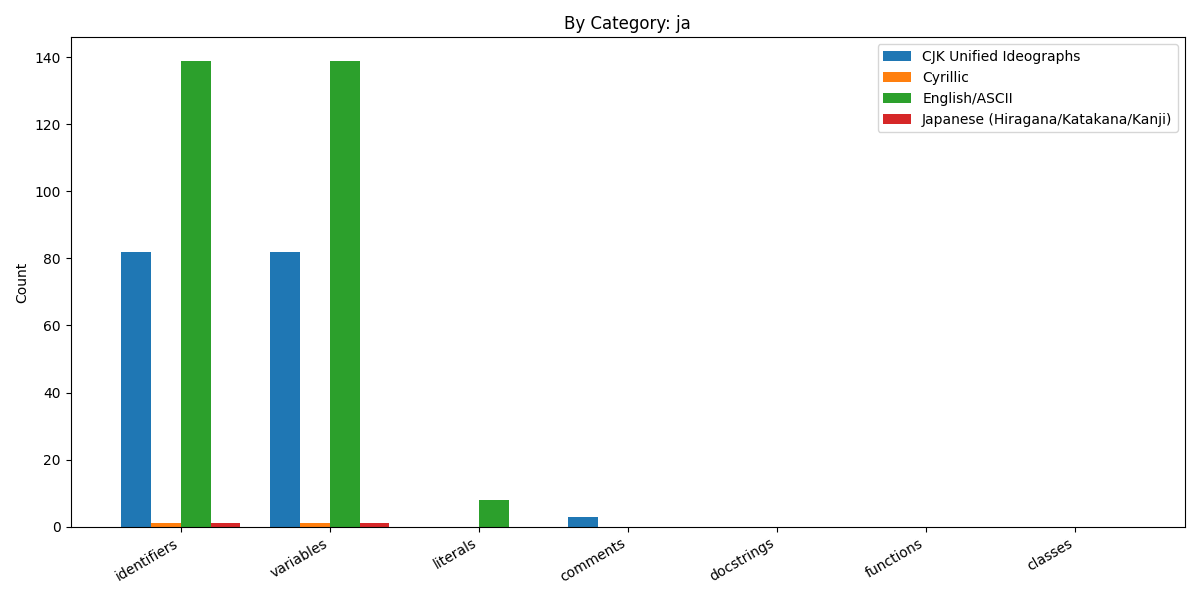 By Category: ja
CJK Unified Ideographs
Cyrillic
English/ASCII
Japanese (Hiragana/Katakana/Kanji)
Count
140
120
100
80
60
40
20
0
identifiers
variables
literals
comments
docstrings
functions
classes